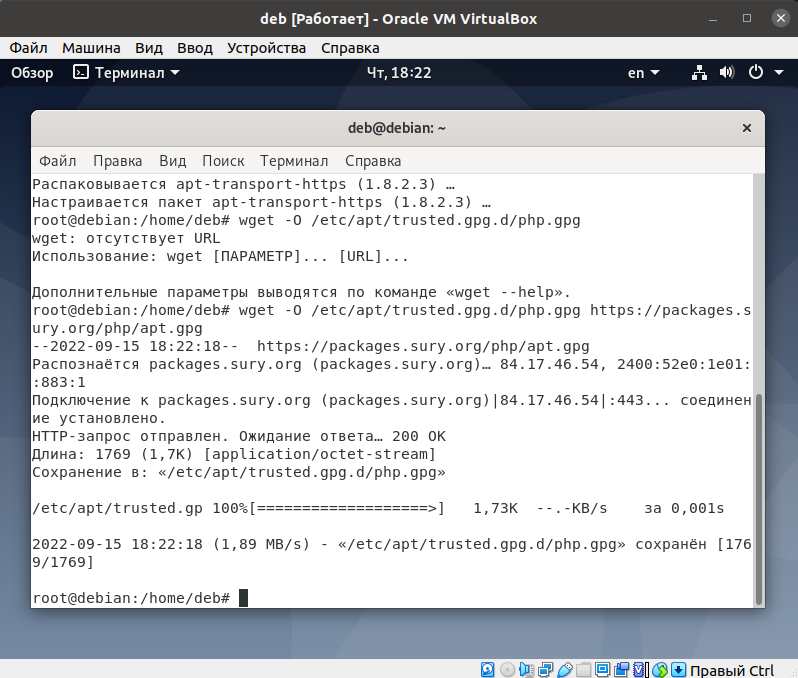 deb [Работает] - Oracle VM VirtualBox
Файл Машина Вид Ввод Устройства Справка
Обзор Терминал Чт, 18:22 en
deb@debian: ~
Файл Правка Вид Поиск Терминал Справка
Распаковывается apt-transport-https (1.8.2.3) …
Настраивается пакет apt-transport-https (1.8.2.3) …
root@debian:/home/deb# wget -O /etc/apt/trusted.gpg.d/php.gpg
wget: отсутствует URL
Использование: wget [ПАРАМЕТР]... [URL]...
Дополнительные параметры выводятся по команде «wget --help».
root@debian:/home/deb# wget -O /etc/apt/trusted.gpg.d/php.gpg https://packages.s
ury.org/php/apt.gpg
--2022-09-15 18:22:18--  https://packages.sury.org/php/apt.gpg
Распознаётся packages.sury.org (packages.sury.org)… 84.17.46.54, 2400:52e0:1e01:
:883:1
Подключение к packages.sury.org (packages.sury.org)|84.17.46.54|:443... соединен
ие установлено.
HTTP-запрос отправлен. Ожидание ответа… 200 OK
Длина: 1769 (1,7K) [application/octet-stream]
Сохранение в: «/etc/apt/trusted.gpg.d/php.gpg»
/etc/apt/trusted.gp 100%[===================>]   1,73K  --.-KB/s    за 0,001s
2022-09-15 18:22:18 (1,89 MB/s) - «/etc/apt/trusted.gpg.d/php.gpg» сохранён [176
9/1769]
root@debian:/home/deb#
Правый Ctrl